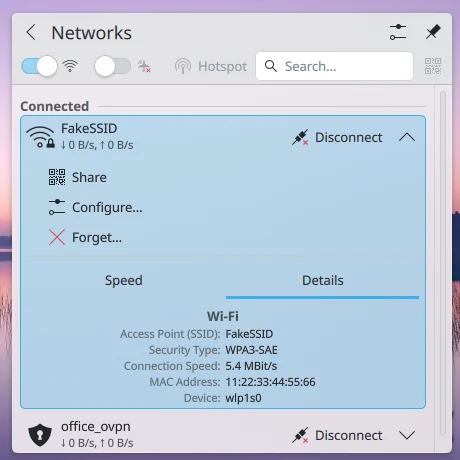 Networks
Hotspot
Search...
Connected
FakeSSID
↓ 0 B/s, ↑ 0 B/s
Disconnect
Share
Configure...
Forget...
Speed
Details
Wi-Fi
Access Point (SSID): FakeSSID
Security Type: WPA3-SAE
Connection Speed: 5.4 MBit/s
MAC Address: 11:22:33:44:55:66
Device: wlp1s0
office_ovpn
↓ 0 B/s, ↑ 0 B/s
Disconnect